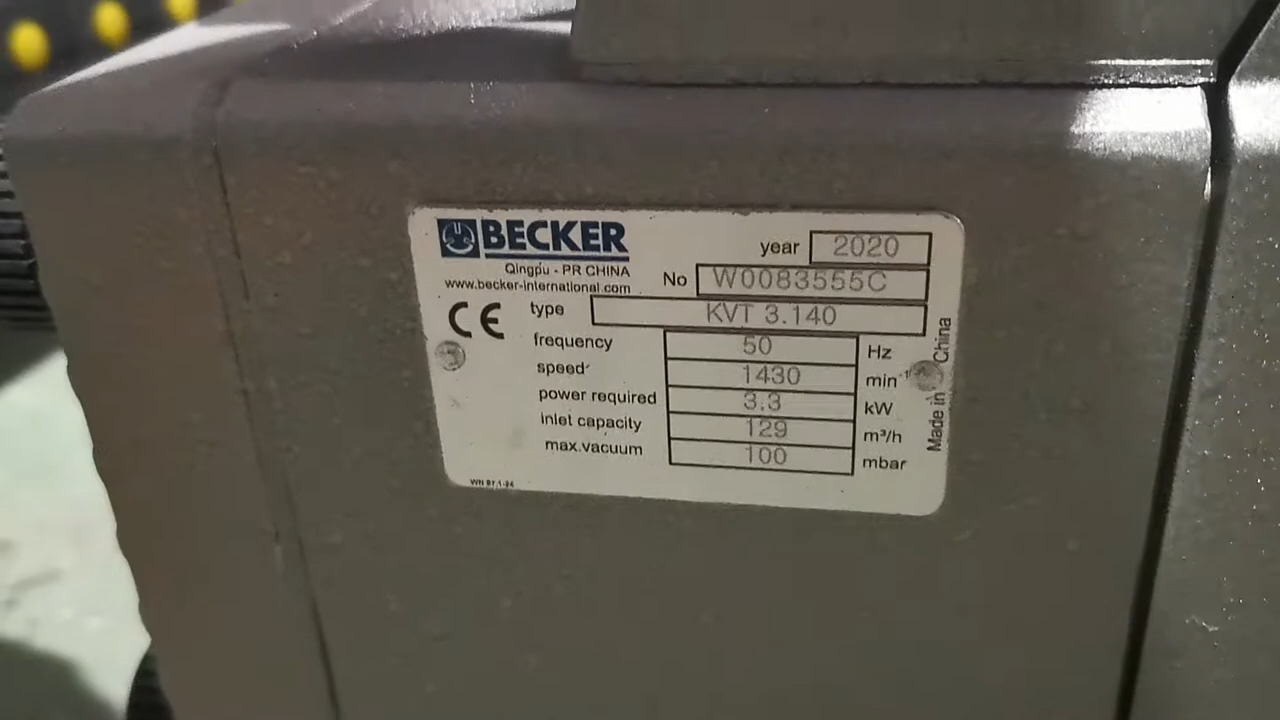 BECKER
Qingpu - PR CHINA
www.becker-international.com
year 2020
No W0083555C
CE type KVT 3.140
frequency 50 Hz
speed 1430 min⁻¹
power required 3.3 kW
inlet capacity 129 m³/h
max.vacuum 100 mbar
Made in China